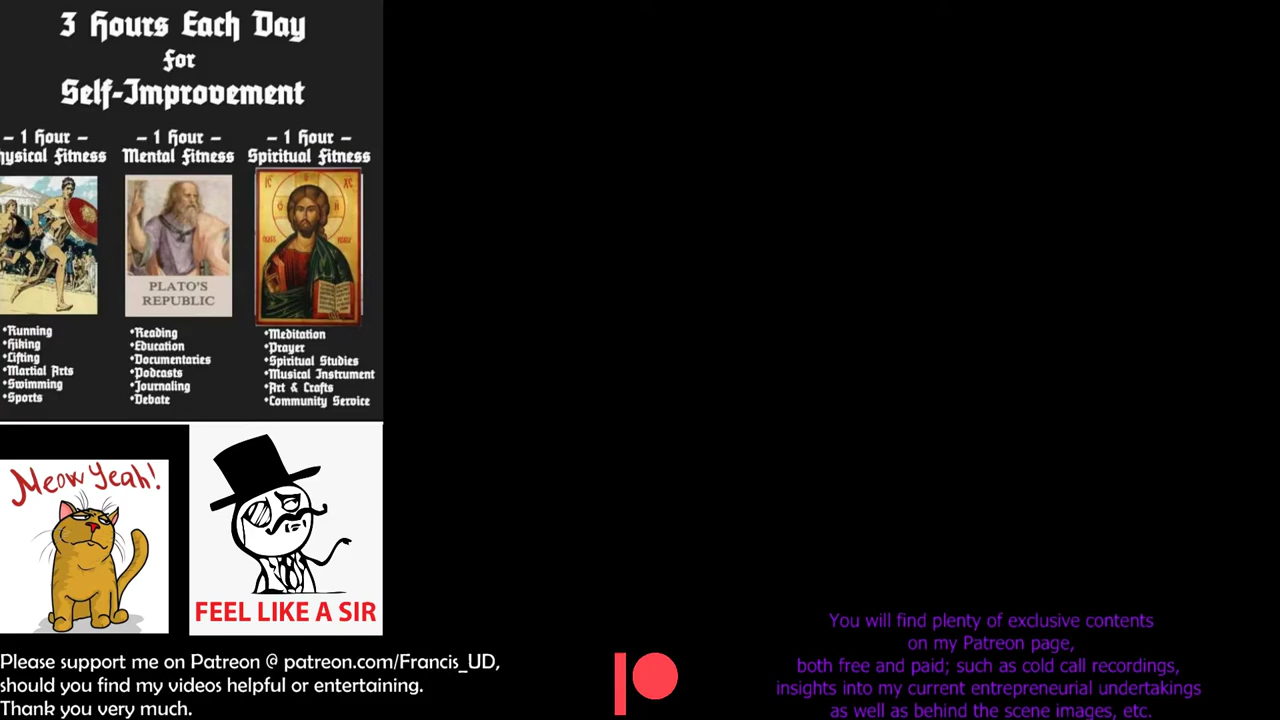 3 Hours Each Day
for
Self-Improvement
– 1 Hour –
hysical Fitness
– 1 Hour –
Mental Fitness
– 1 Hour –
Spiritual Fitness
PLATO'S
REPUBLIC
•Running
•Hiking
•Lifting
•Martial Arts
•Swimming
•Sports
•Reading
•Education
•Documentaries
•Podcasts
•Journaling
•Debate
•Meditation
•Prayer
•Spiritual Studies
•Musical Instrument
•Art & Crafts
•Community Service
Meow Yeah!
FEEL LIKE A SIR
Please support me on Patreon @ patreon.com/Francis_UD,
should you find my videos helpful or entertaining.
Thank you very much.
You will find plenty of exclusive contents
on my Patreon page,
both free and paid; such as cold call recordings,
insights into my current entrepreneurial undertakings
as well as behind the scene images, etc.